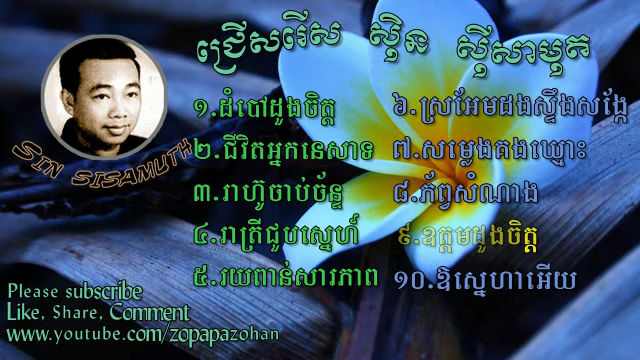 ជ្រើសរើស ស៊ិន ស៊ីសាមុត
SIN SISAMUTH
១.ដំបៅដួងចិត្ត
២.ជីវិតអ្នកនេសាទ
៣.រាហ៊ូចាប់ច័ន្ទ
៤.រាត្រីជួបស្នេហ៍
៥.រយពាន់សារភាព
៦.ស្រអែមដងស្ទឹងសង្កែ
៧.សម្លេងគងឃ្មោះ
៨.ភ័ព្វសំណាង
៩.ឧត្តមដួងចិត្ត
១០.ឱស្នេហាអើយ
Please subscribe
Like, Share, Comment
www.youtube.com/zopapazohan